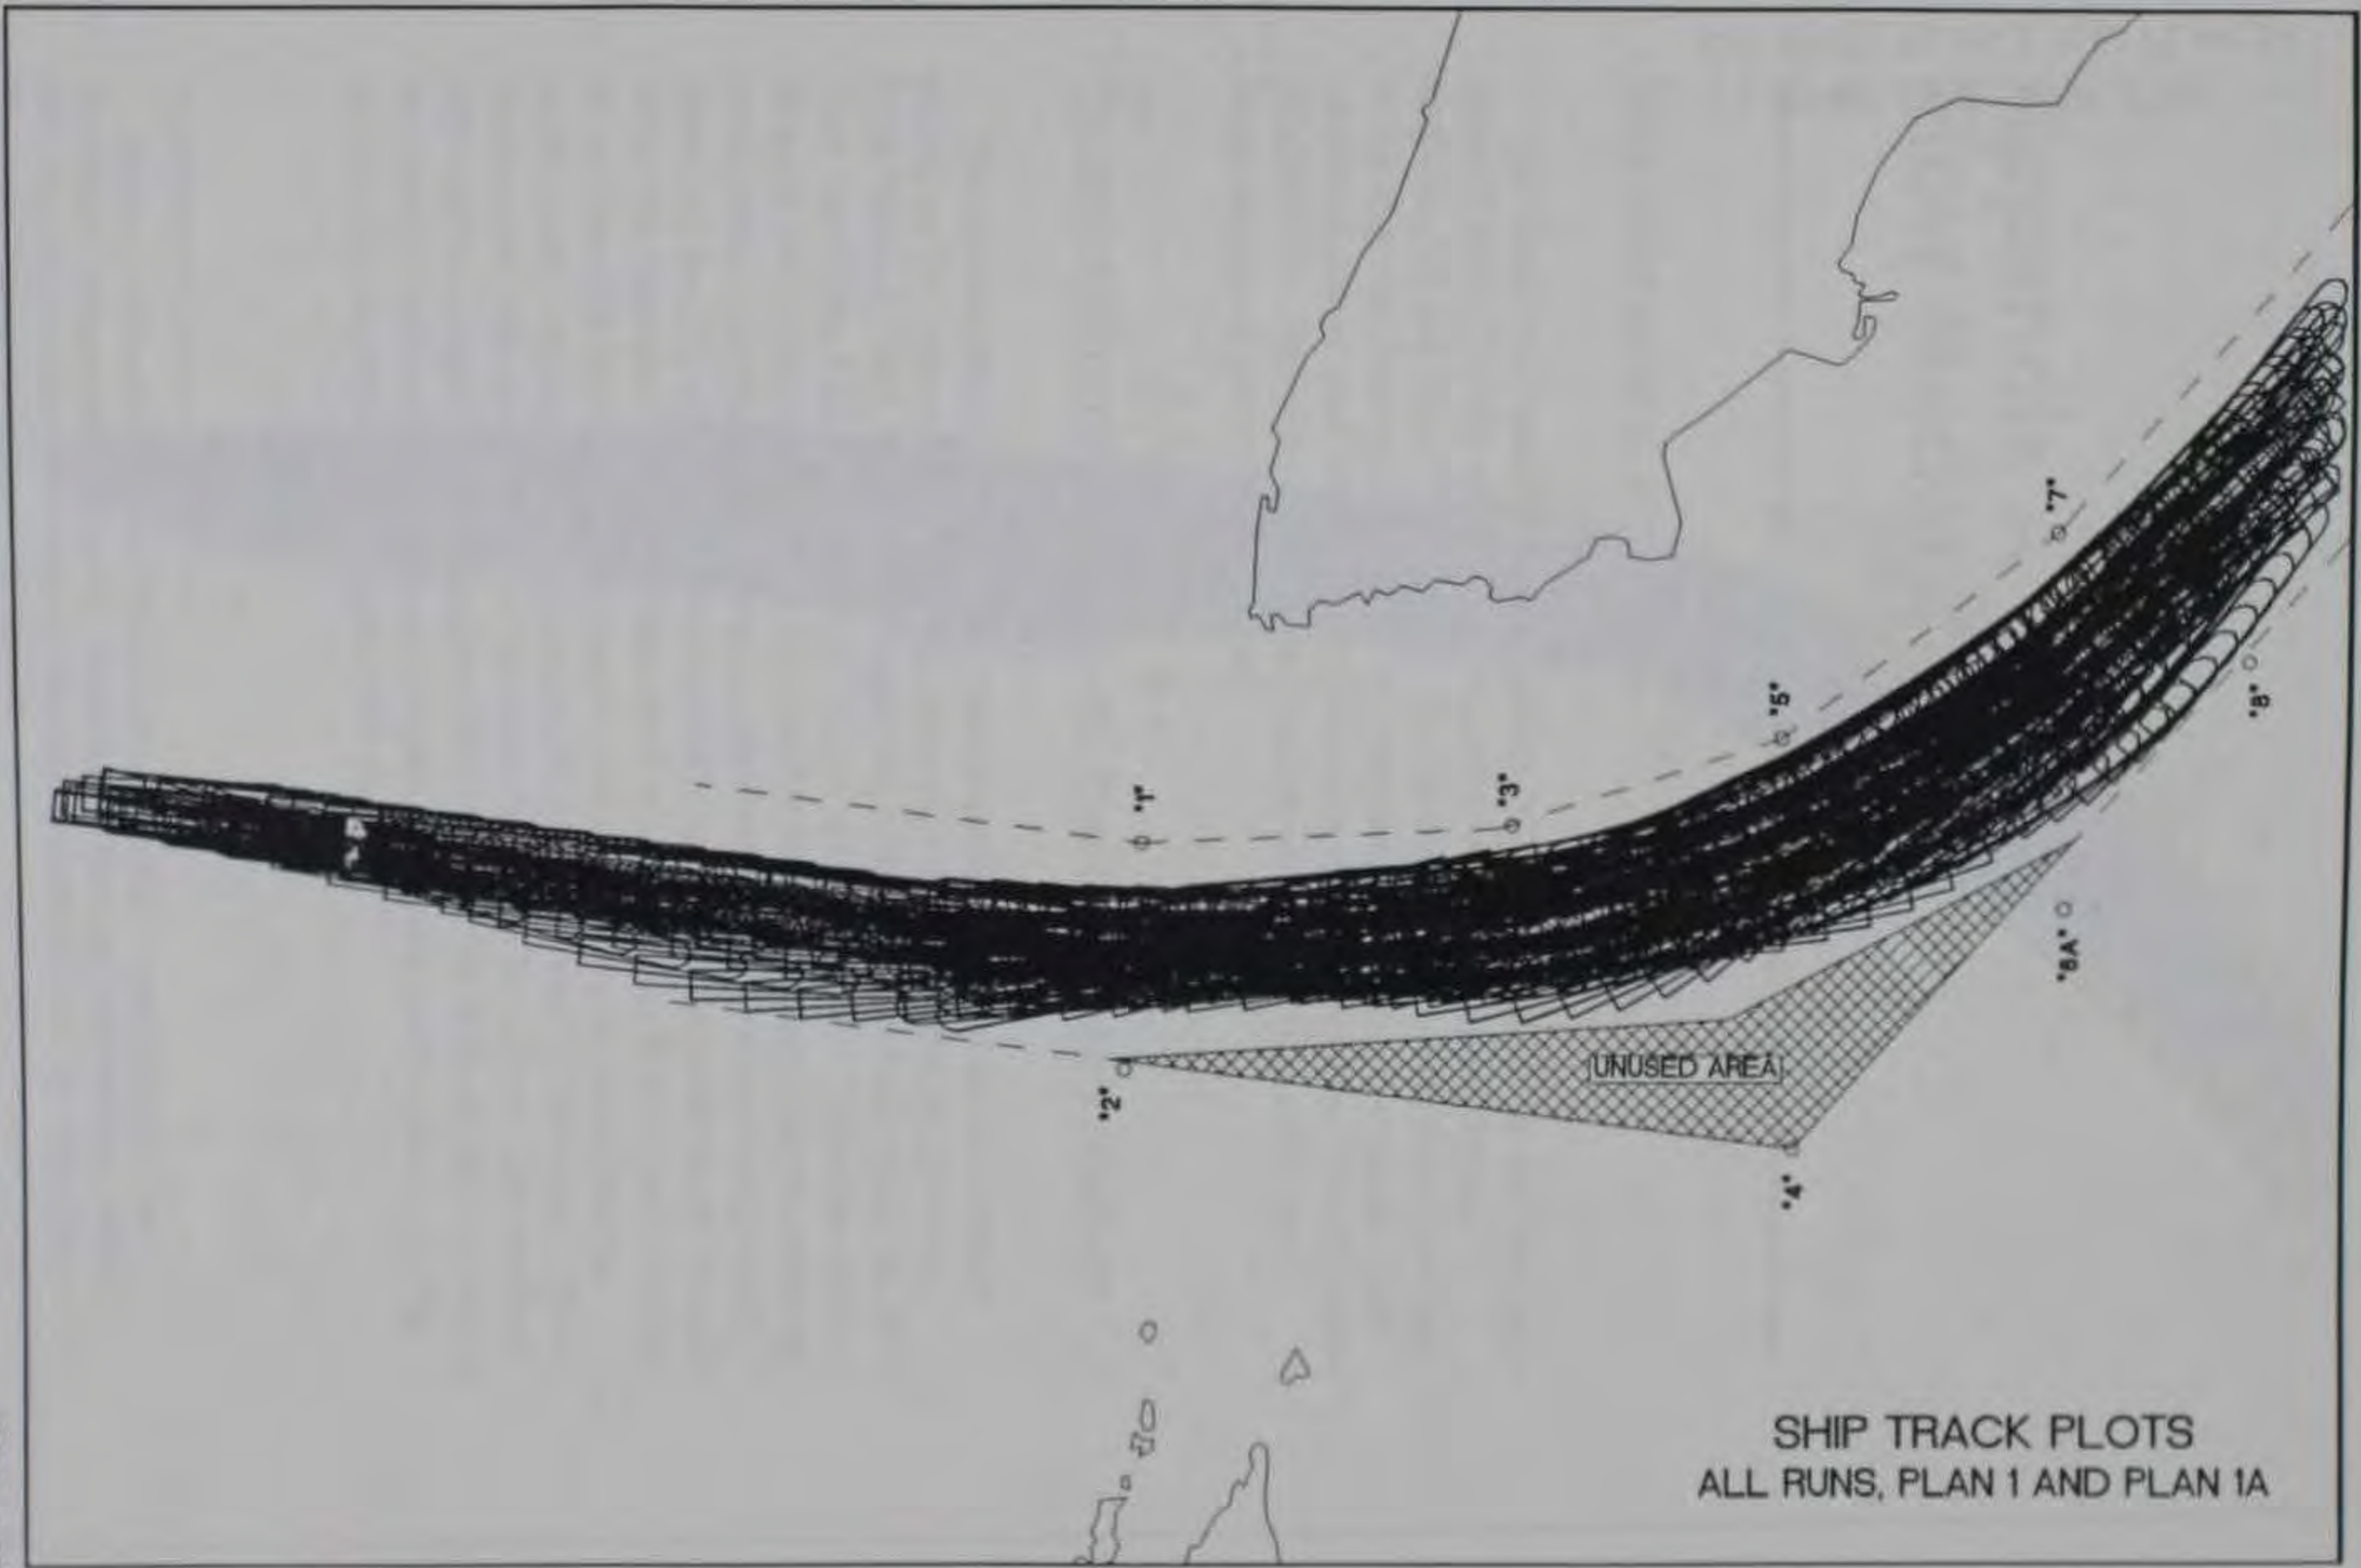 "7"
"5"
"8"
"3"
"1"
"8A"
UNUSED AREA
"2"
"4"
SHIP TRACK PLOTS
ALL RUNS, PLAN 1 AND PLAN 1A